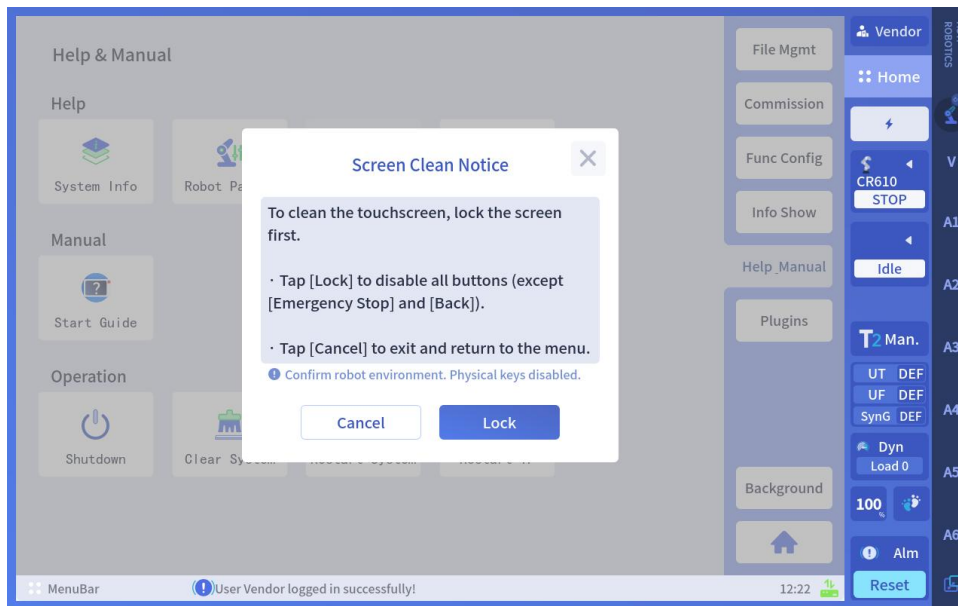 Help & Manual
Help
System Info
Robot Pa
Manual
Start Guide
Operation
Shutdown
Clear System
Restart System
Screen Clean Notice
To clean the touchscreen, lock the screen
first.
· Tap [Lock] to disable all buttons (except
[Emergency Stop] and [Back]).
· Tap [Cancel] to exit and return to the menu.
Confirm robot environment. Physical keys disabled.
Cancel
Lock
File Mgmt
Commission
Func Config
Info Show
Help_Manual
Plugins
Background
Vendor
Home
CR610
STOP
Idle
T2 Man.
UT DEF
UF DEF
SynG DEF
Dyn
Load 0
100 %
Alm
Reset
ROBOTICS
V
A1
A2
A3
A4
A5
A6
MenuBar
User Vendor logged in successfully!
12:22